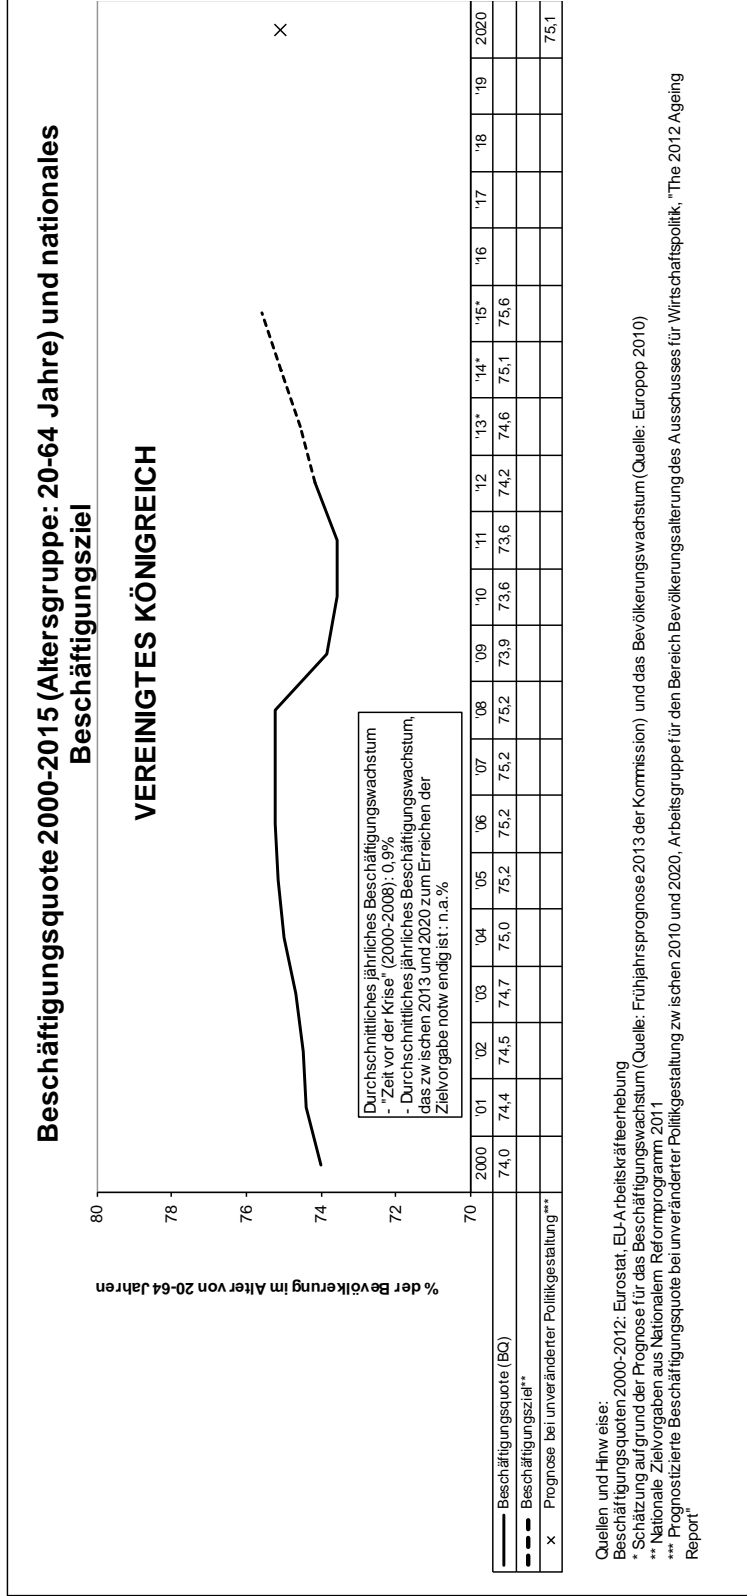 Beschäftigungsquote 2000-2015 (Altersgruppe: 20-64 Jahre) und nationales
Beschäftigungsziel
VEREINIGTES KÖNIGREICH
% der Bevölkerung im Alter von 20-64 Jahren
80
78
76
74
72
70
Durchschnittliches jährliches Beschäftigungswachstum
- "Zeit vor der Krise" (2000-2008): 0,9%
- Durchschnittliches jährliches Beschäftigungswachstum,
das zw ischen 2013 und 2020 zum Erreichen der
Zielvorgabe notw endig ist : n.a.%
2000 '01 '02 '03 '04 '05 '06 '07 '08 '09 '10 '11 '12 '13* '14* '15* '16 '17 '18 '19 2020
Beschäftigungsquote (BQ) 74,0 74,4 74,5 74,7 75,0 75,2 75,2 75,2 75,2 73,9 73,6 73,6 74,2 74,6 75,1 75,6
Beschäftigungsziel**
× Prognose bei unveränderter Politikgestaltung*** 75,1
Quellen und Hinw eise:
Beschäftigungsquoten 2000-2012: Eurostat, EU-Arbeitskräfteerhebung
* Schätzung aufgrund der Prognose für das Beschäftigungswachstum (Quelle: Frühjahrsprognose 2013 der Kommission) und das Bevölkerungswachstum (Quelle: Europop 2010)
** Nationale Zielvorgaben aus Nationalem Reformprogramm 2011
*** Prognostizierte Beschäftigungsquote bei unveränderter Politikgestaltung zw ischen 2010 und 2020, Arbeitsgruppe für den Bereich Bevölkerungsalterung des Ausschusses für Wirtschaftspolitik, "The 2012 Ageing
Report"